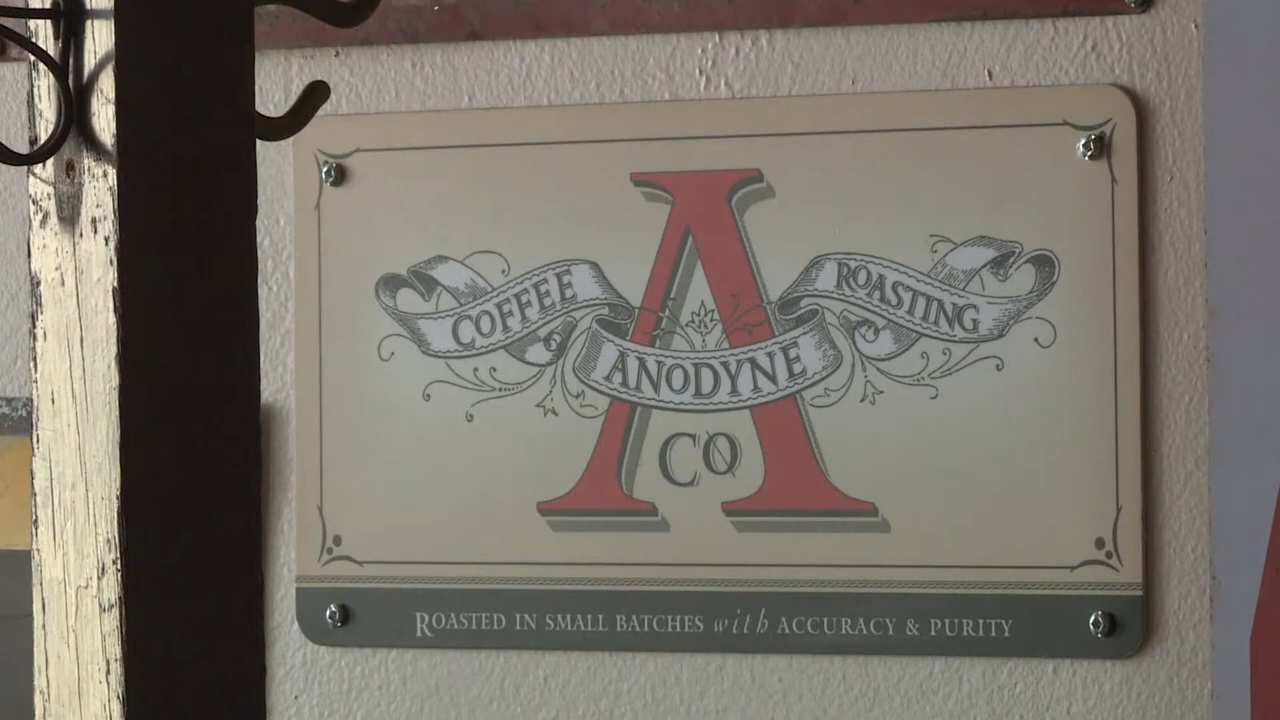 A
COFFEE
ANODYNE
ROASTING
CO
ROASTED IN SMALL BATCHES with ACCURACY & PURITY